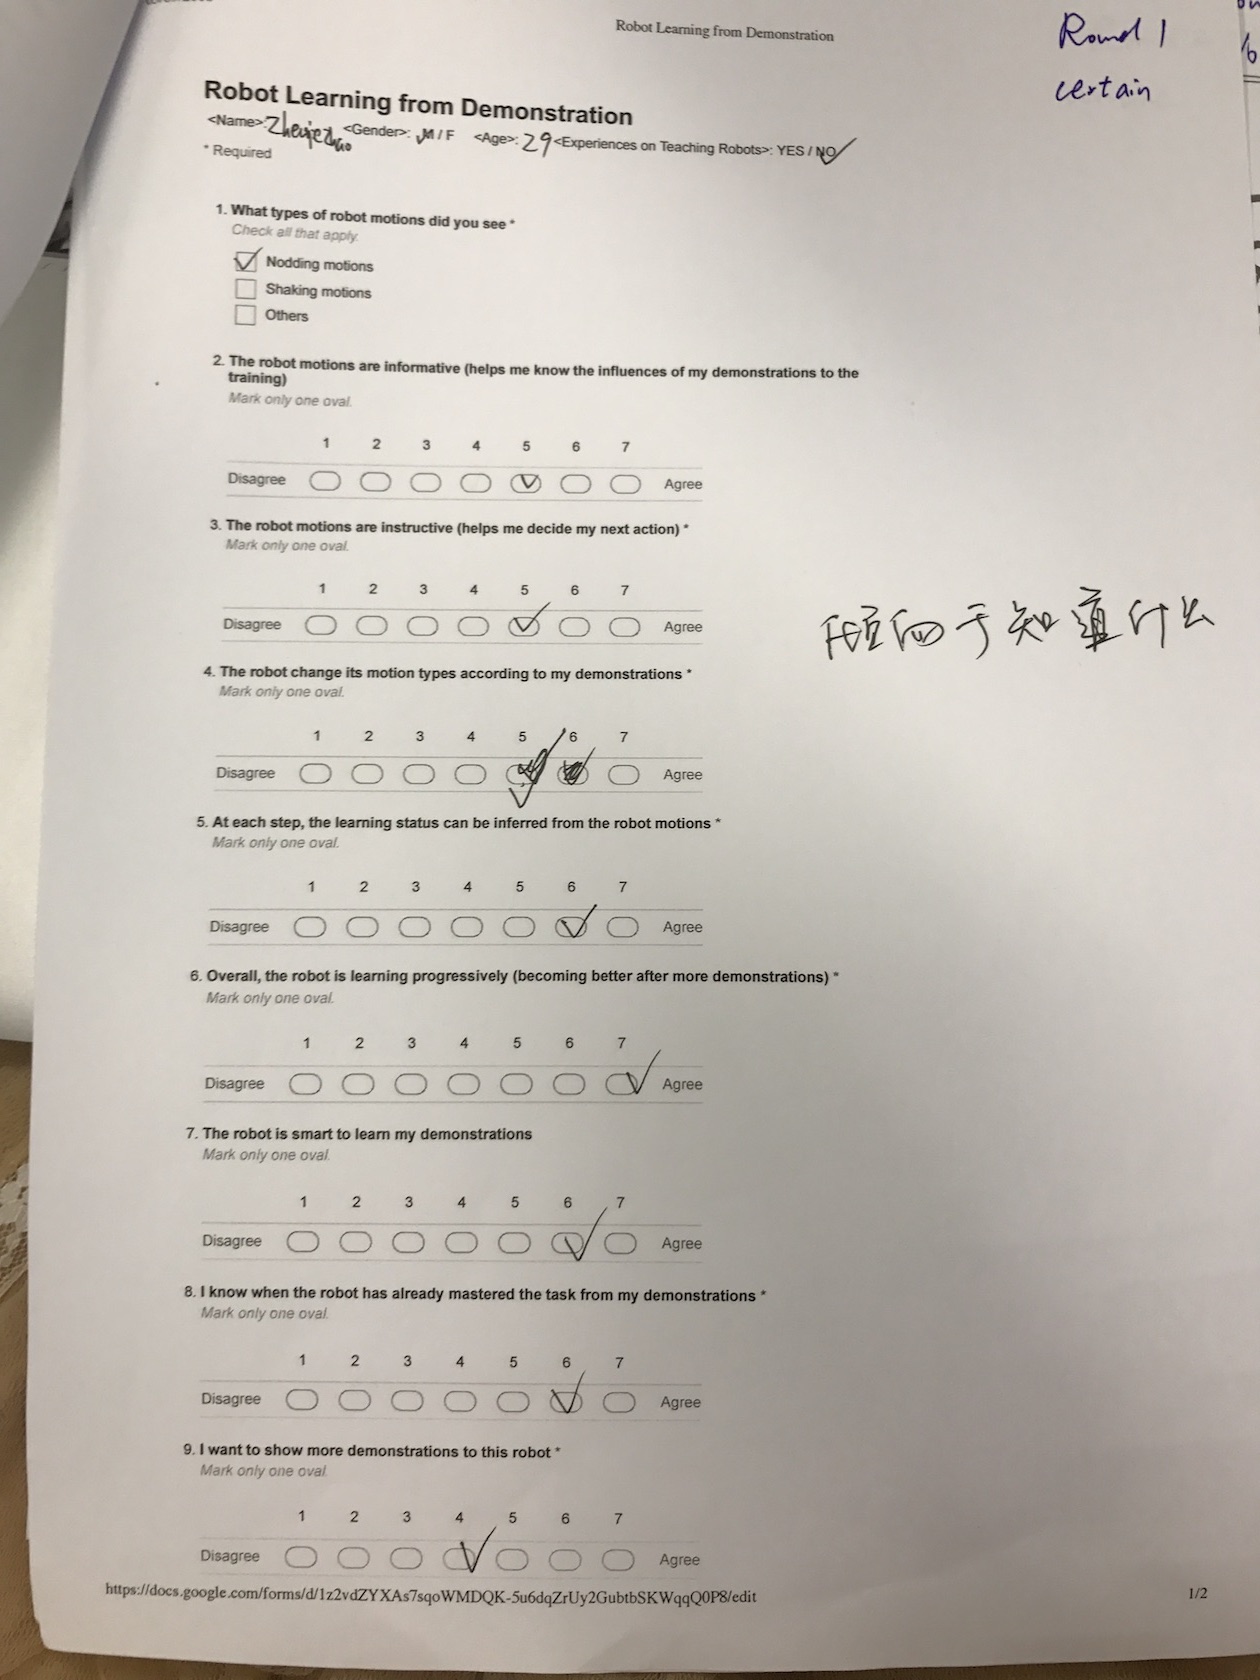 Robot Learning from Demonstration
Round 1
certain
Robot Learning from Demonstration
<Name>: <Gender>: M / F <Age>: 29 <Experiences on Teaching Robots>: YES / NO
* Required
1. What types of robot motions did you see *
Check all that apply.
Nodding motions
Shaking motions
Others
2. The robot motions are informative (helps me know the influences of my demonstrations to the
training)
Mark only one oval.
1 2 3 4 5 6 7
Disagree Agree
3. The robot motions are instructive (helps me decide my next action) *
Mark only one oval.
1 2 3 4 5 6 7
Disagree Agree
倾向于知道什么
4. The robot change its motion types according to my demonstrations *
Mark only one oval.
1 2 3 4 5 6 7
Disagree Agree
5. At each step, the learning status can be inferred from the robot motions *
Mark only one oval.
1 2 3 4 5 6 7
Disagree Agree
6. Overall, the robot is learning progressively (becoming better after more demonstrations) *
Mark only one oval.
1 2 3 4 5 6 7
Disagree Agree
7. The robot is smart to learn my demonstrations
Mark only one oval.
1 2 3 4 5 6 7
Disagree Agree
8. I know when the robot has already mastered the task from my demonstrations *
Mark only one oval.
1 2 3 4 5 6 7
Disagree Agree
9. I want to show more demonstrations to this robot *
Mark only one oval.
1 2 3 4 5 6 7
Disagree Agree
https://docs.google.com/forms/d/1z2vdZYXAs7sqoWMDQK-5u6dqZrUy2GubtbSKWqqQ0P8/edit
1/2